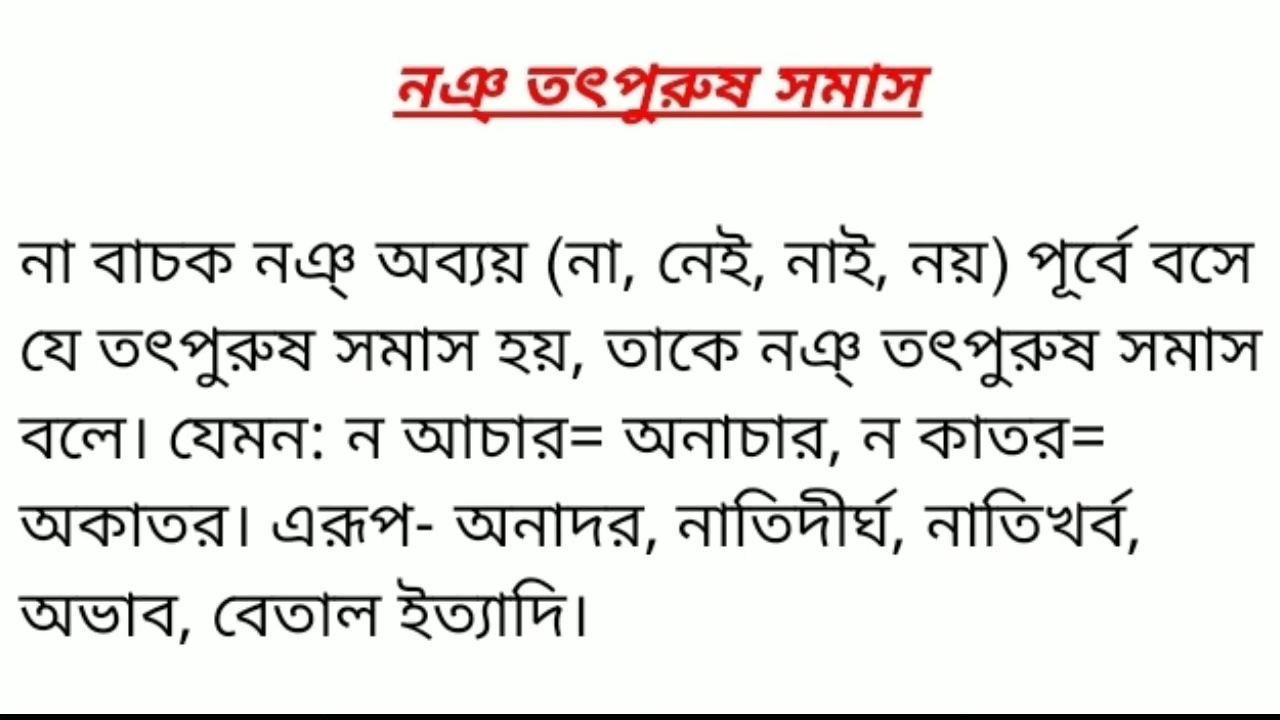 নঞ্ তৎপুরুষ সমাস
না বাচক নঞ্ অব্যয় (না, নেই, নাই, নয়) পূর্বে বসে
যে তৎপুরুষ সমাস হয়, তাকে নঞ্ তৎপুরুষ সমাস
বলে। যেমন: ন আচার= অনাচার, ন কাতর=
অকাতর। এরূপ- অনাদর, নাতিদীর্ঘ, নাতিখর্ব,
অভাব, বেতাল ইত্যাদি।